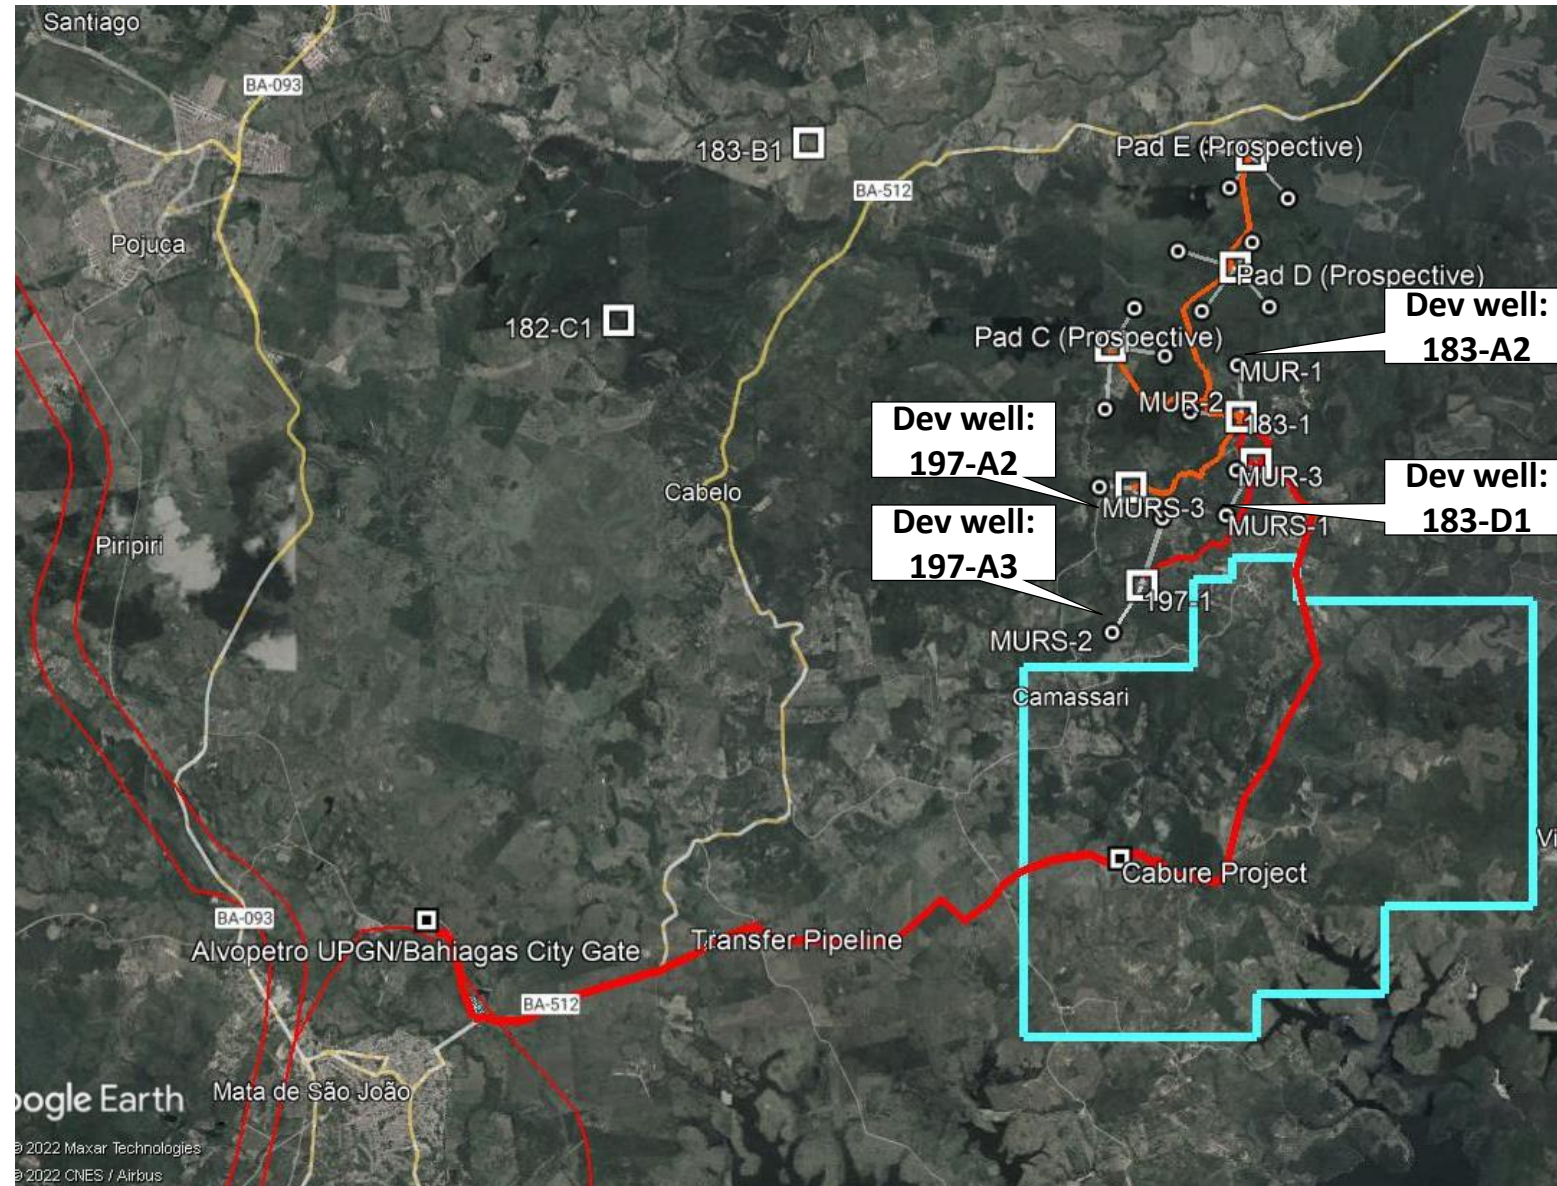 Santiago
BA-093
183-B1
Pad E (Prospective)
BA-512
Pojuca
Pad D (Prospective)
182-C1
Pad C (Prospective)
Dev well:
183-A2
MUR-1
MUR-2
183-1
Dev well:
197-A2
MUR-3
Cabelo
MURS-3
Dev well:
183-D1
MURS-1
Dev well:
197-A3
Piripiri
197-1
MURS-2
Camassari
Vi
Cabure Project
BA-093
Alvopetro UPGN/Bahiagas City Gate
Transfer Pipeline
BA-512
Mata de São João
oogle Earth
© 2022 Maxar Technologies
© 2022 CNES / Airbus